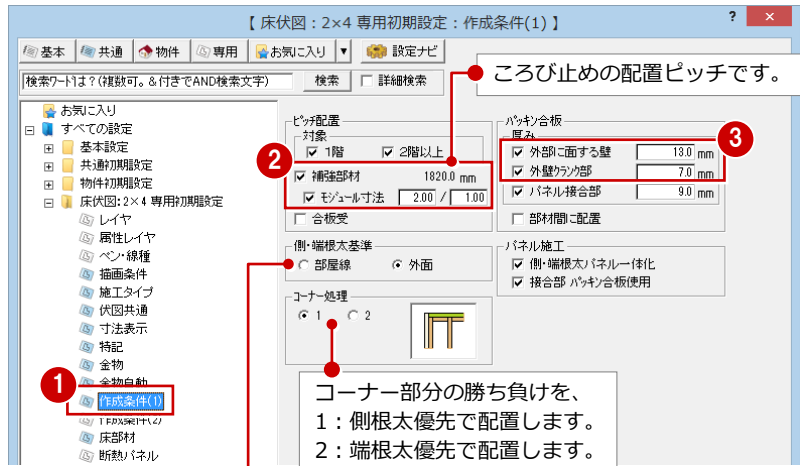 【 床伏図：2×4 専用初期設定：作成条件(1) 】
? ×
基本 共通 物件 専用 お気に入り ▼ 設定ナビ
検索ワードは？(複数可。＆付きでAND検索文字) 検索 詳細検索
ころび止めの配置ピッチです。
お気に入り
すべての設定
基本設定
共通初期設定
物件初期設定
床伏図:2×4 専用初期設定
レイヤ
属性レイヤ
ペン・線種
描画条件
施工タイプ
伏図共通
寸法表示
特記
金物
金物自動
1
作成条件(1)
作成条件(2)
床部材
断熱パネル
ピッチ配置
対象
1階 2階以上
2
補強部材 1820.0 mm
モジュール寸法 2.00 / 1.00
合板受
側・端根太基準
部屋線 外面
コーナー処理
1 2
パッキン合板
厚み
3
外部に面する壁 13.0 mm
外壁クランク部 7.0 mm
パネル接合部 9.0 mm
部材間に配置
パネル施工
側・端根太パネル一体化
接合部 パッキン合板使用
コーナー部分の勝ち負けを、
1：側根太優先で配置します。
2：端根太優先で配置します。